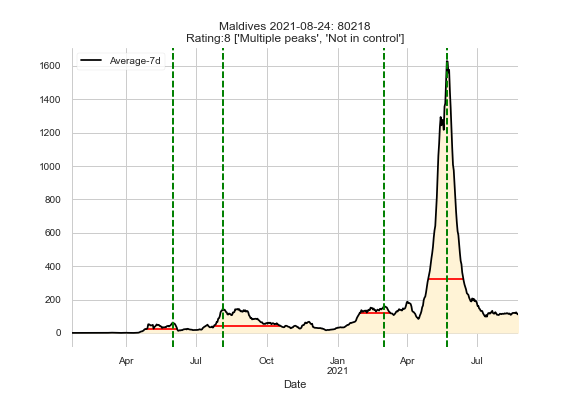 Maldives 2021-08-24: 80218
Rating:8 ['Multiple peaks', 'Not in control']
Average-7d
1600
1400
1200
1000
800
600
400
200
0
Apr
Jul
Oct
Jan
2021
Apr
Jul
Date